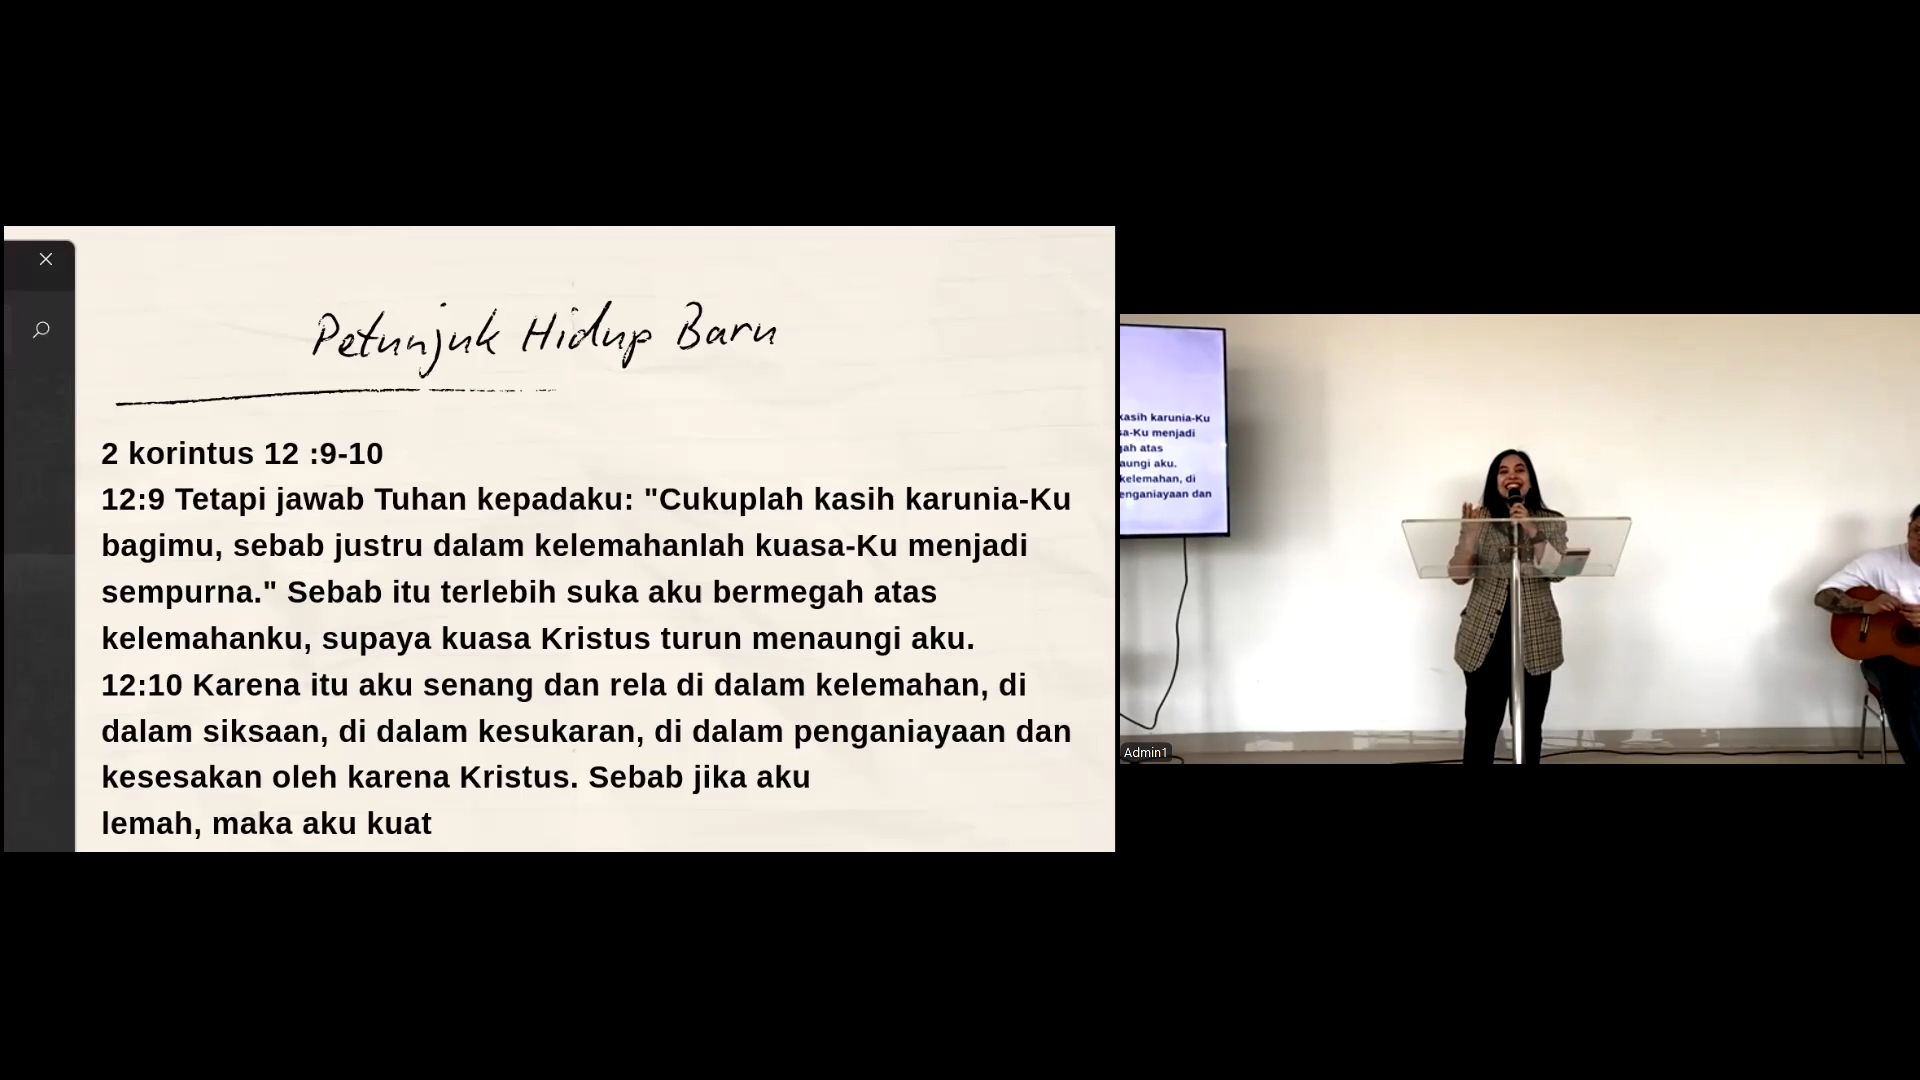 Petunjuk Hidup Baru
2 korintus 12 :9-10
12:9 Tetapi jawab Tuhan kepadaku: "Cukuplah kasih karunia-Ku
bagimu, sebab justru dalam kelemahanlah kuasa-Ku menjadi
sempurna." Sebab itu terlebih suka aku bermegah atas
kelemahanku, supaya kuasa Kristus turun menaungi aku.
12:10 Karena itu aku senang dan rela di dalam kelemahan, di
dalam siksaan, di dalam kesukaran, di dalam penganiayaan dan
kesesakan oleh karena Kristus. Sebab jika aku
lemah, maka aku kuat
kasih karunia-Ku
sa-Ku menjadi
gah atas
aungi aku.
kelemahan, di
enganiayaan dan
Admin1